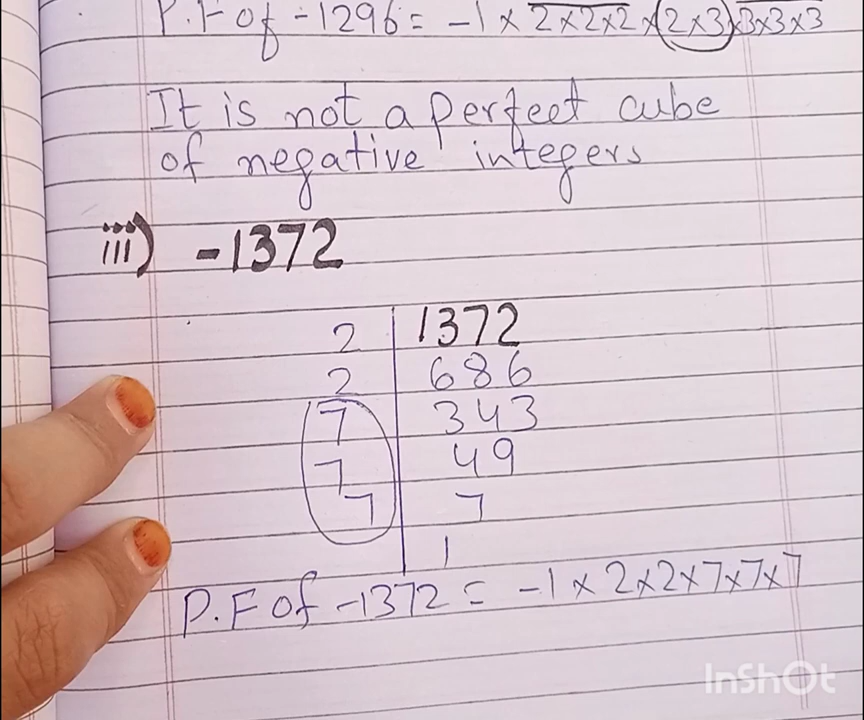 P.F of -1296 = -1 × 2×2×2 × (2×3) × 3×3×3
It is not a perfect cube
of negative integers
iii) -1372
2 | 1372
2 | 686
7 | 343
7 | 49
7 | 7
| 1
P.F of -1372 = -1 × 2×2×7×7×7
InShOt